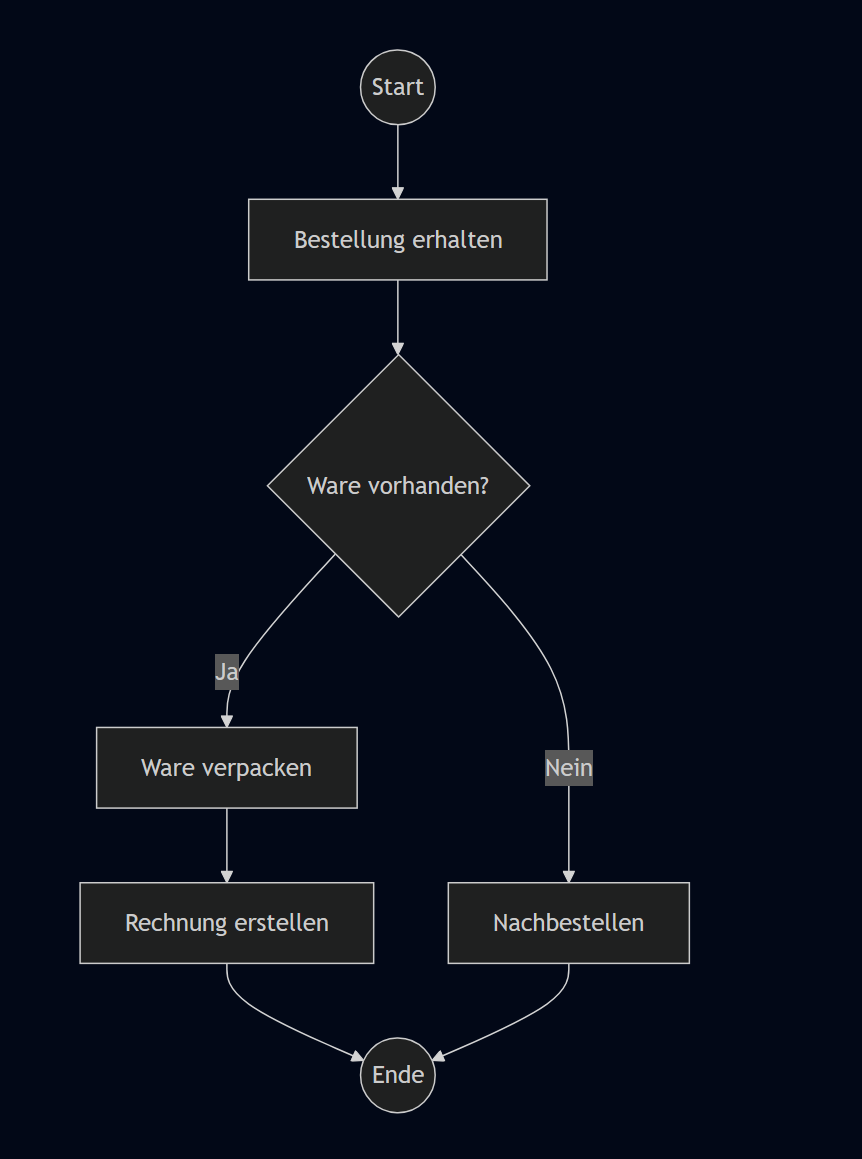 Start
Bestellung erhalten
Ware vorhanden?
Ja
Ware verpacken
Nein
Rechnung erstellen
Nachbestellen
Ende